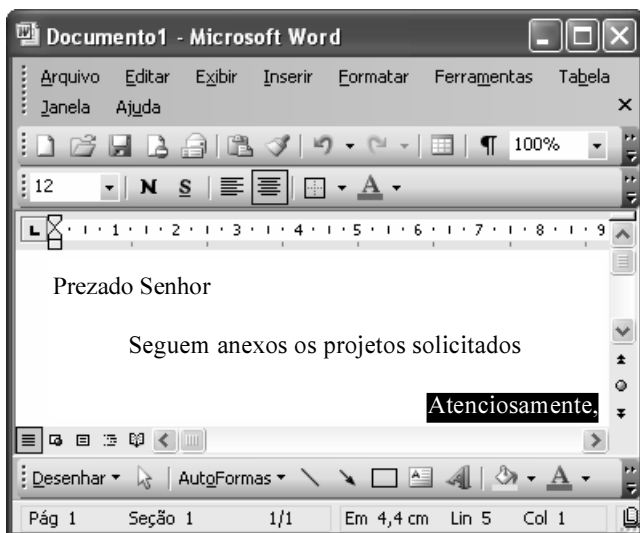 Documento1 - Microsoft Word
Arquivo Editar Exibir Inserir Formatar Ferramentas Tabela
Janela Ajuda
100%
12 N S A
1 1 2 3 4 5 6 7 8 9
Prezado Senhor
Seguem anexos os projetos solicitados
Atenciosamente,
Desenhar AutoFormas A
Pág 1 Seção 1 1/1 Em 4,4 cm Lin 5 Col 1